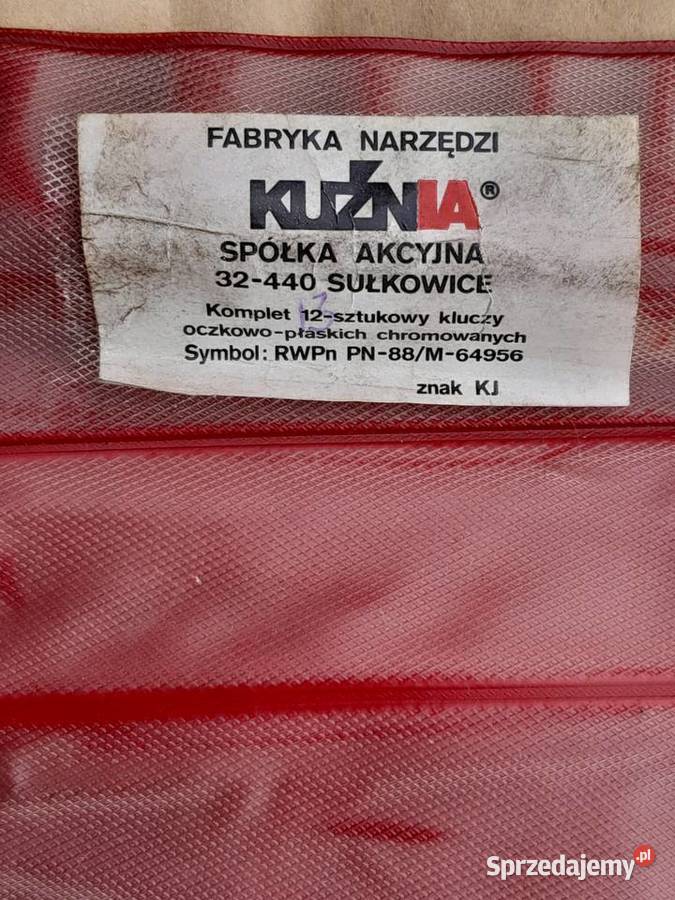 FABRYKA NARZĘDZI
KUŹNIA®
SPÓŁKA AKCYJNA
32-440 SUŁKOWICE
Komplet 12-sztukowy kluczy
13
oczkowo-płaskich chromowanych
Symbol: RWPn PN-88/M-64956
znak KJ
Sprzedajemy.pl